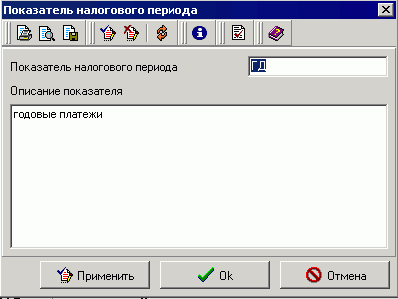 Показатель налогового периода
Показатель налогового периода ГД
Описание показателя
годовые платежи
Применить Ok Отмена